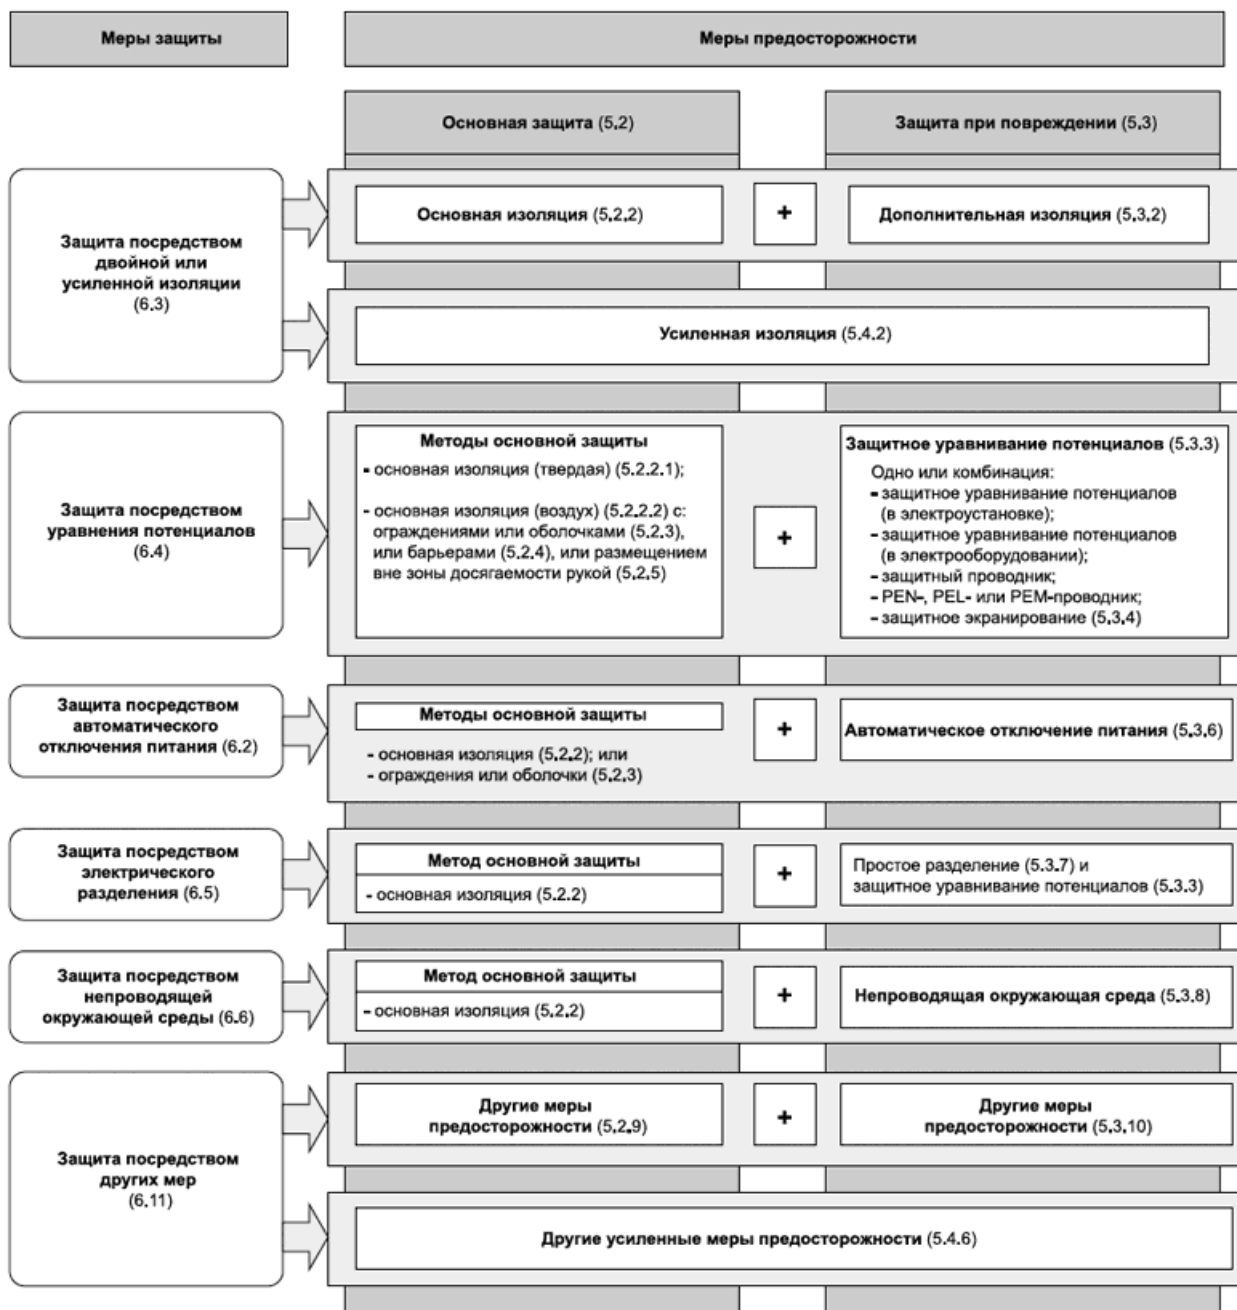 Меры защиты
Меры предосторожности
Основная защита (5.2)
Защита при повреждении (5.3)
Защита посредством
двойной или
усиленной изоляции
(6.3)
Основная изоляция (5.2.2)
+
Дополнительная изоляция (5.3.2)
Усиленная изоляция (5.4.2)
Защита посредством
уравнения потенциалов
(6.4)
Методы основной защиты
- основная изоляция (твердая) (5.2.2.1);
- основная изоляция (воздух) (5.2.2.2) с:
ограждениями или оболочками (5.2.3),
или барьерами (5.2.4), или размещением
вне зоны досягаемости рукой (5.2.5)
+
Защитное уравнивание потенциалов (5.3.3)
Одно или комбинация:
- защитное уравнивание потенциалов
(в электроустановке);
- защитное уравнивание потенциалов
(в электрооборудовании);
- защитный проводник;
- PEN-, PEL- или PEM-проводник;
- защитное экранирование (5.3.4)
Защита посредством
автоматического
отключения питания (6.2)
Методы основной защиты
- основная изоляция (5.2.2); или
- ограждения или оболочки (5.2.3)
+
Автоматическое отключение питания (5.3.6)
Защита посредством
электрического
разделения (6.5)
Метод основной защиты
- основная изоляция (5.2.2)
+
Простое разделение (5.3.7) и
защитное уравнивание потенциалов (5.3.3)
Защита посредством
непроводящей
окружающей среды (6.6)
Метод основной защиты
- основная изоляция (5.2.2)
+
Непроводящая окружающая среда (5.3.8)
Защита посредством
других мер
(6.11)
Другие меры
предосторожности (5.2.9)
+
Другие меры
предосторожности (5.3.10)
Другие усиленные меры предосторожности (5.4.6)